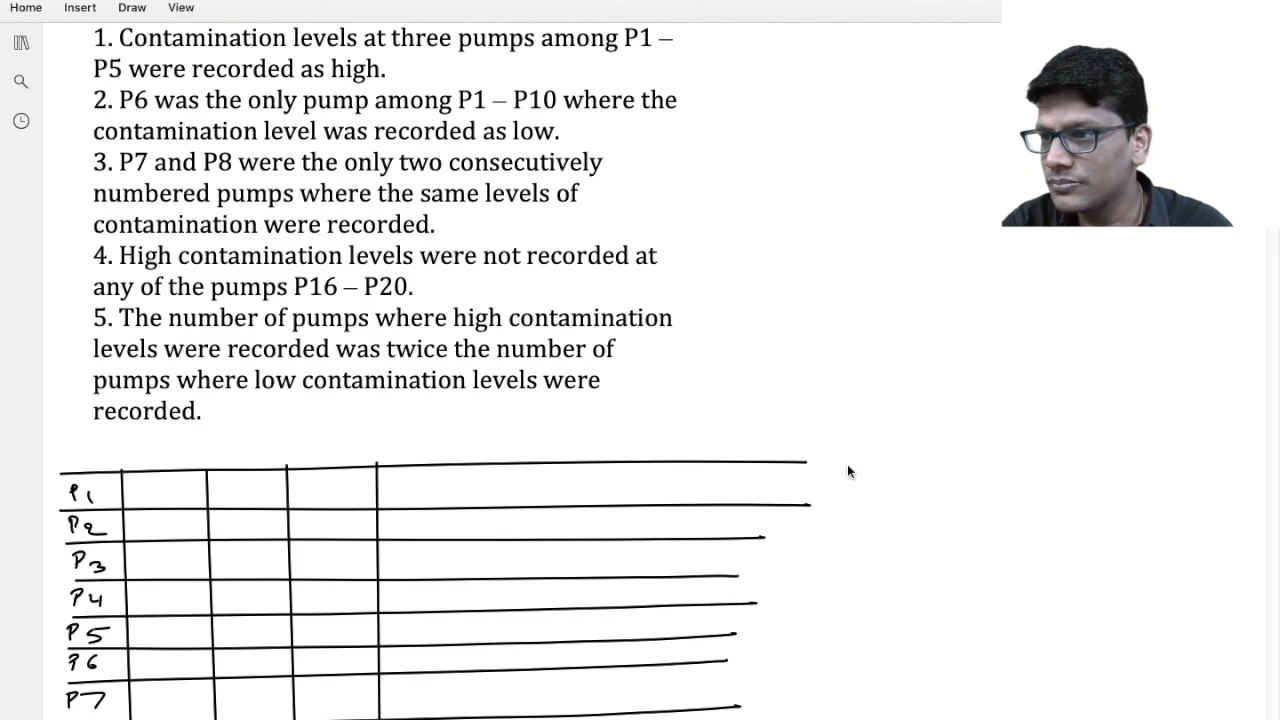 Home Insert Draw View
1. Contamination levels at three pumps among P1 –
P5 were recorded as high.
2. P6 was the only pump among P1 – P10 where the
contamination level was recorded as low.
3. P7 and P8 were the only two consecutively
numbered pumps where the same levels of
contamination were recorded.
4. High contamination levels were not recorded at
any of the pumps P16 – P20.
5. The number of pumps where high contamination
levels were recorded was twice the number of
pumps where low contamination levels were
recorded.
P1
P2
P3
P4
P5
P6
P7